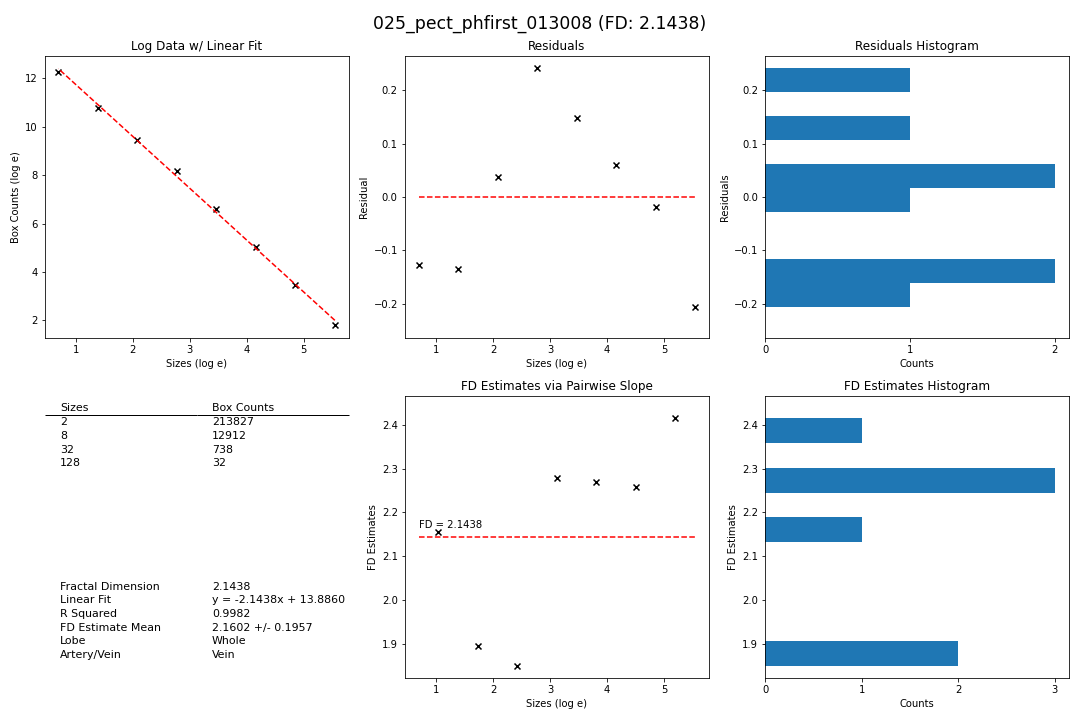 025_pect_phfirst_013008 (FD: 2.1438)
Log Data w/ Linear Fit
Box Counts (log e)
12
10
8
6
4
2
1 2 3 4 5
Sizes (log e)
Residuals
Residual
0.2
0.1
0.0
−0.1
−0.2
1 2 3 4 5
Sizes (log e)
Residuals Histogram
Residuals
0.2
0.1
0.0
−0.1
−0.2
0 1 2
Counts
Sizes Box Counts
2 213827
8 12912
32 738
128 32
Fractal Dimension 2.1438
Linear Fit y = -2.1438x + 13.8860
R Squared 0.9982
FD Estimate Mean 2.1602 +/- 0.1957
Lobe Whole
Artery/Vein Vein
FD Estimates via Pairwise Slope
FD Estimates
2.4
2.3
2.2
2.1
2.0
1.9
FD = 2.1438
1 2 3 4 5
Sizes (log e)
FD Estimates Histogram
FD Estimates
2.4
2.3
2.2
2.1
2.0
1.9
0 1 2 3
Counts